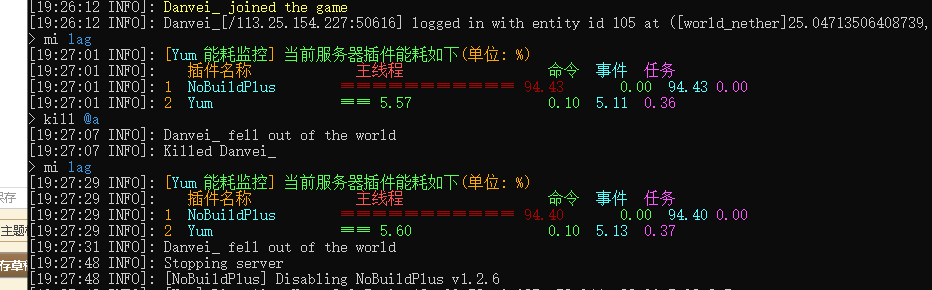 [19:26:12 INFO]: Danvei_ joined the game
[19:26:12 INFO]: Danvei_[/113.25.154.227:50616] logged in with entity id 105 at ([world_nether]25.04713506408739,
> mi lag
[19:27:01 INFO]: [Yum 能耗监控] 当前服务器插件能耗如下(单位: %)
[19:27:01 INFO]: 插件名称 主线程 命令 事件 任务
[19:27:01 INFO]: 1 NoBuildPlus 94.43 0.00 94.43 0.00
[19:27:01 INFO]: 2 Yum == 5.57 0.10 5.11 0.36
> kill @a
[19:27:07 INFO]: Danvei_ fell out of the world
[19:27:07 INFO]: Killed Danvei_
> mi lag
[19:27:29 INFO]: [Yum 能耗监控] 当前服务器插件能耗如下(单位: %)
[19:27:29 INFO]: 插件名称 主线程 命令 事件 任务
[19:27:29 INFO]: 1 NoBuildPlus 94.40 0.00 94.40 0.00
[19:27:29 INFO]: 2 Yum == 5.60 0.10 5.13 0.37
[19:27:31 INFO]: Danvei_ fell out of the world
[19:27:48 INFO]: Stopping server
[19:27:48 INFO]: [NoBuildPlus] Disabling NoBuildPlus v1.2.6
保存
主题
存草稿